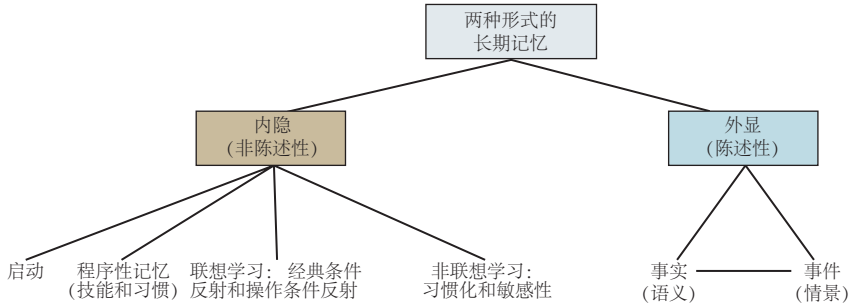 两种形式的
长期记忆
内隐
(非陈述性)
外显
(陈述性)
启动
程序性记忆
(技能和习惯)
联想学习: 经典条件
反射和操作条件反射
非联想学习:
习惯化和敏感性
事实
(语义)
事件
(情景)